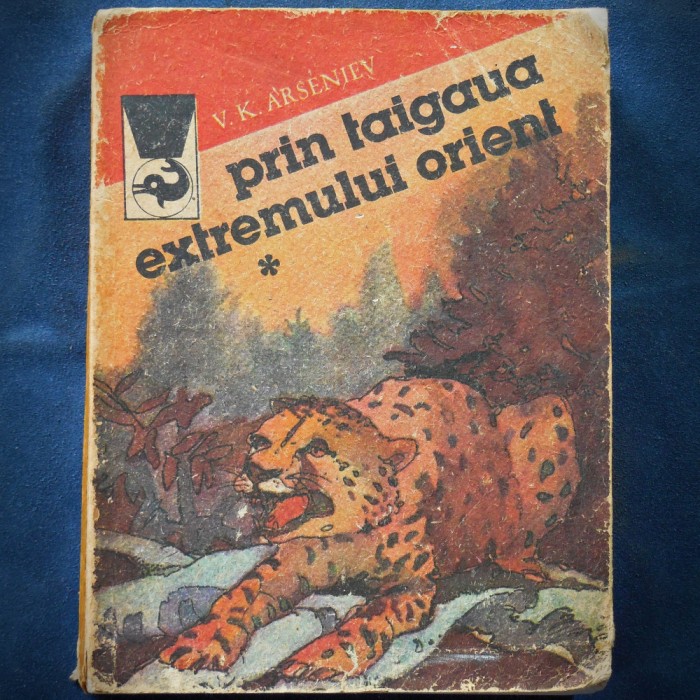 V. K. ARSENIEV
prin taigaua
extremului orient
*